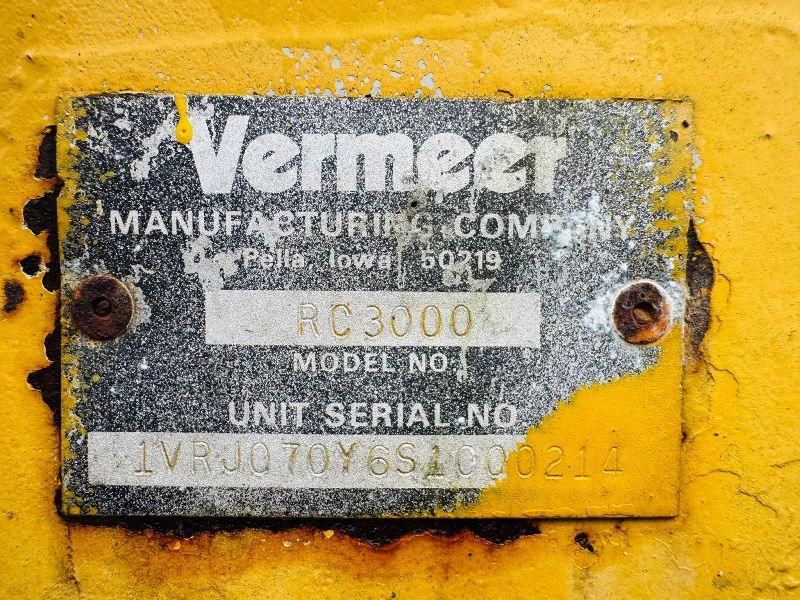 Vermeer
MANUFACTURING COMPANY
Pella, Iowa 50219
RC3000
MODEL NO.
UNIT SERIAL NO
1VRJ070Y6S1000214